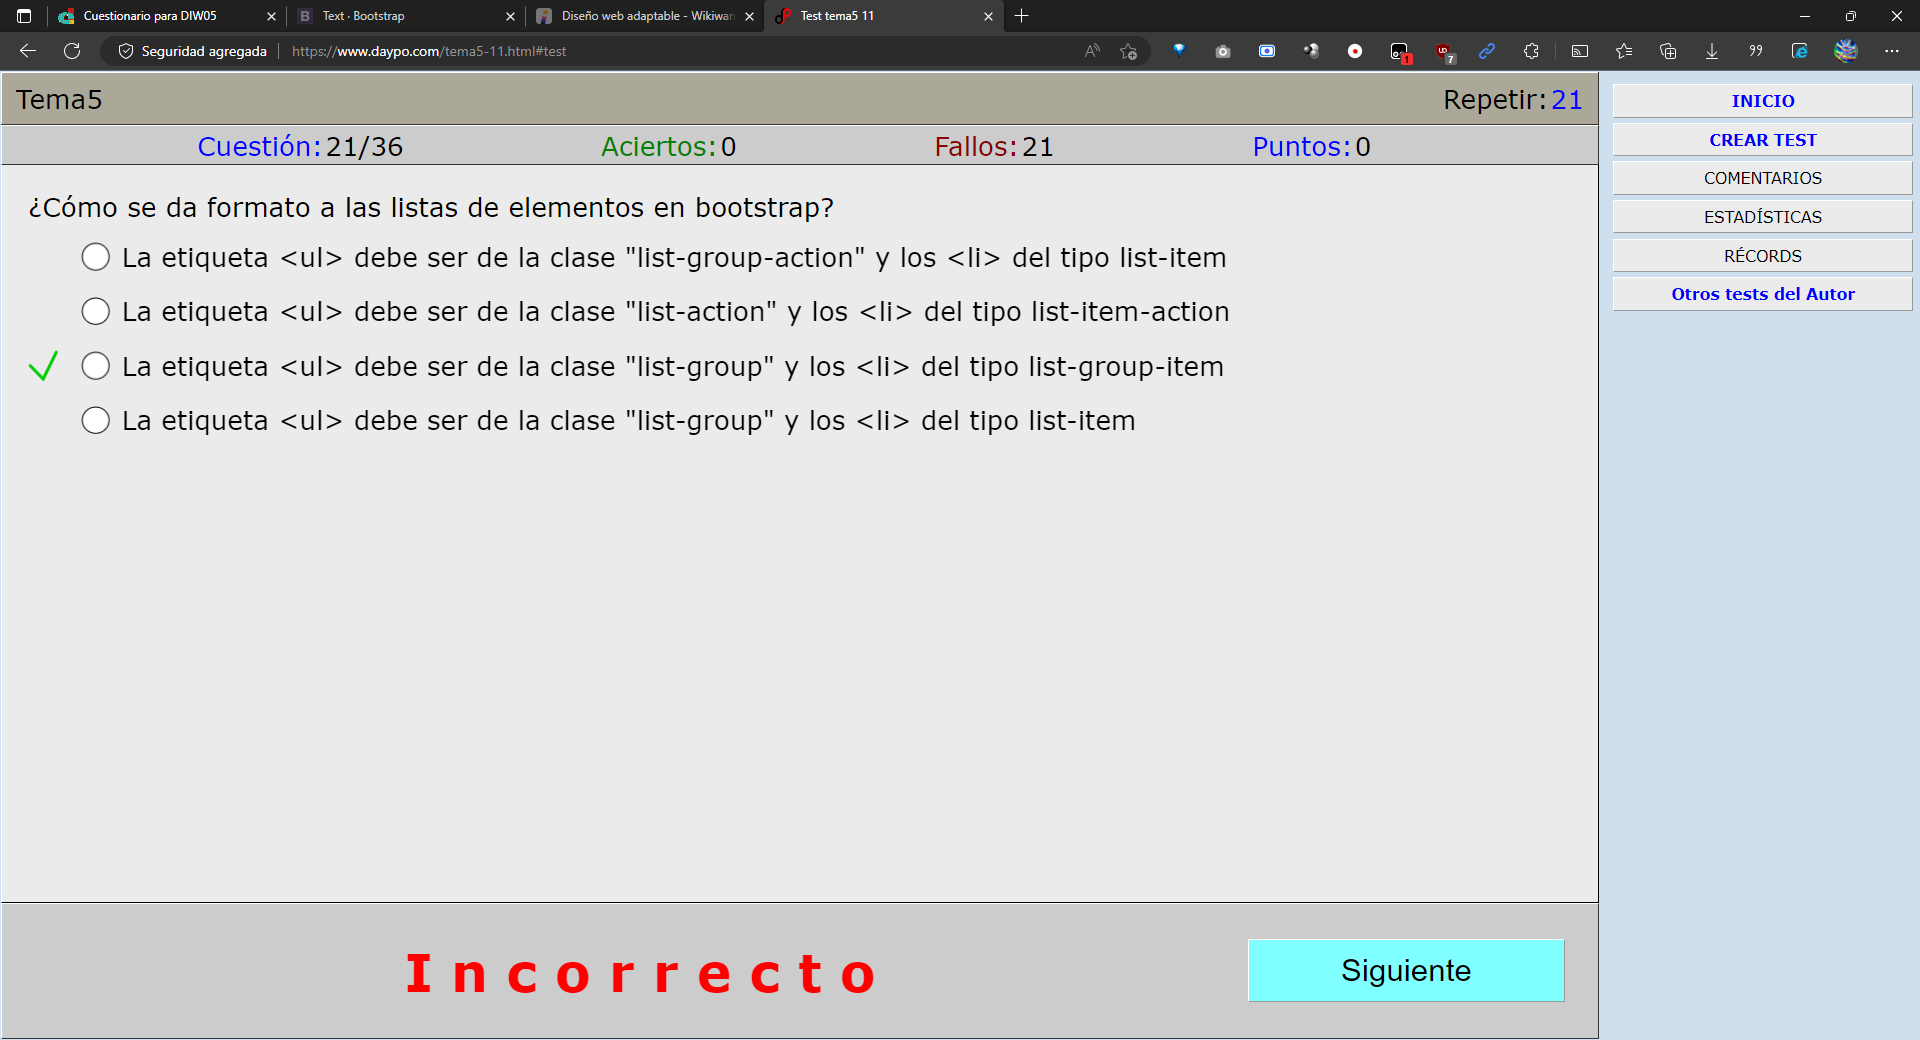 Cuestionario para DIW05
Text · Bootstrap
Diseño web adaptable - Wikiwan
Test tema5 11
Seguridad agregada
https://www.daypo.com/tema5-11.html#test
1
7
Tema5
Repetir: 21
Cuestión: 21/36
Aciertos: 0
Fallos: 21
Puntos: 0
¿Cómo se da formato a las listas de elementos en bootstrap?
La etiqueta <ul> debe ser de la clase "list-group-action" y los <li> del tipo list-item
La etiqueta <ul> debe ser de la clase "list-action" y los <li> del tipo list-item-action
La etiqueta <ul> debe ser de la clase "list-group" y los <li> del tipo list-group-item
La etiqueta <ul> debe ser de la clase "list-group" y los <li> del tipo list-item
Incorrecto
Siguiente
INICIO
CREAR TEST
COMENTARIOS
ESTADÍSTICAS
RÉCORDS
Otros tests del Autor